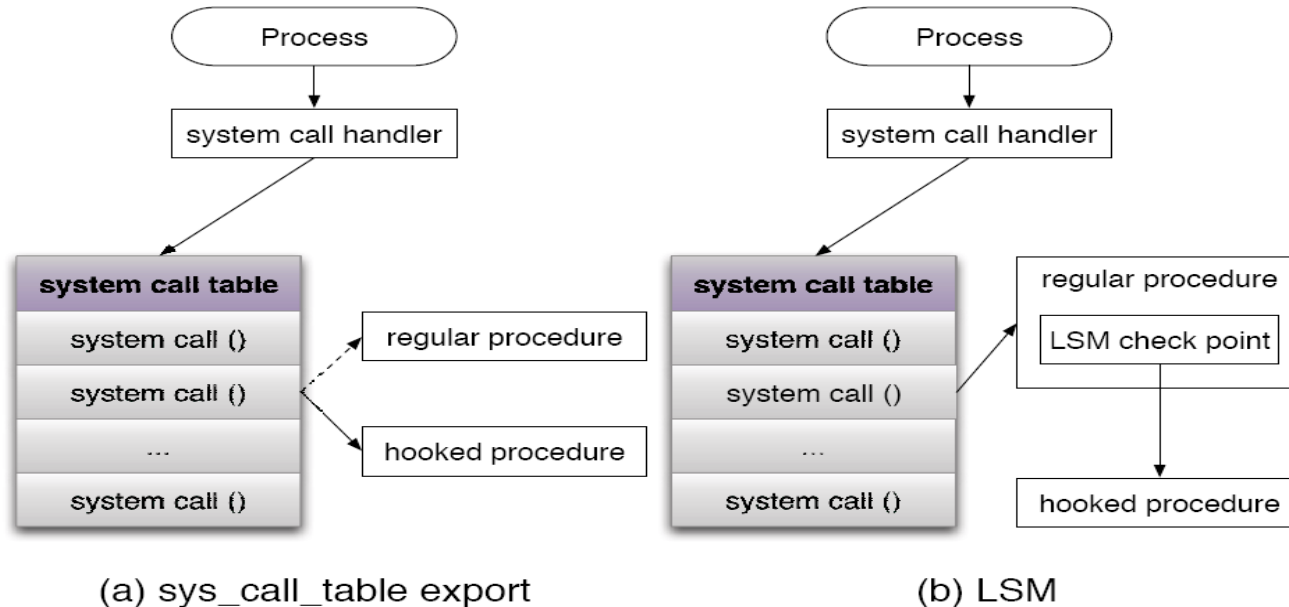 Process
system call handler
system call table
system call ()
system call ()
...
system call ()
regular procedure
hooked procedure
(a) sys_call_table export
Process
system call handler
system call table
system call ()
system call ()
...
system call ()
regular procedure
LSM check point
hooked procedure
(b) LSM